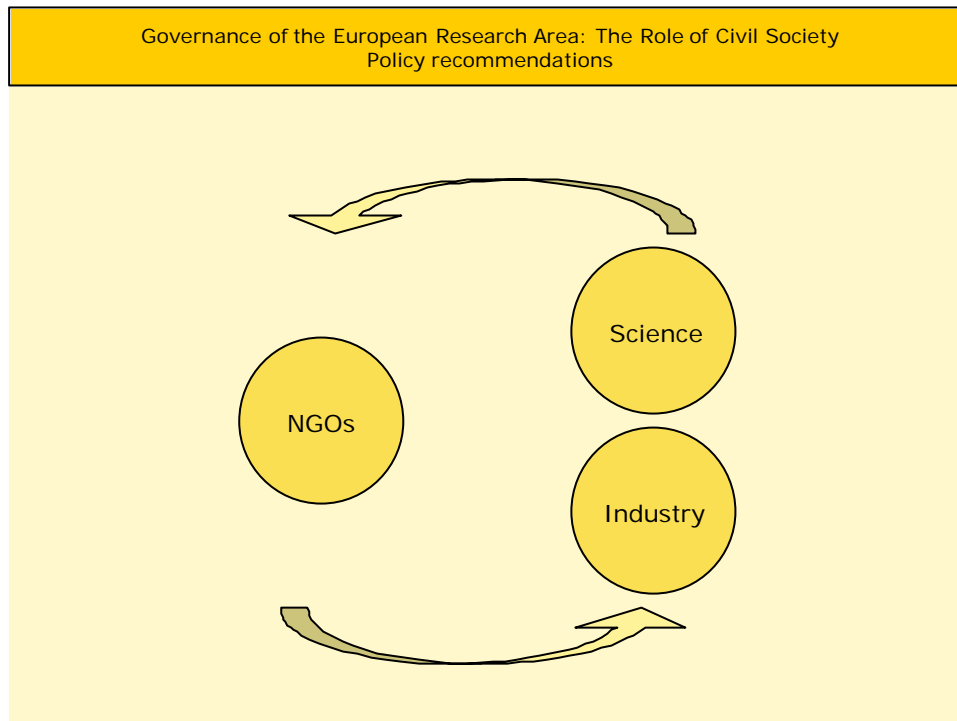 Governance of the European Research Area: The Role of Civil Society
Policy recommendations
Science
NGOs
Industry